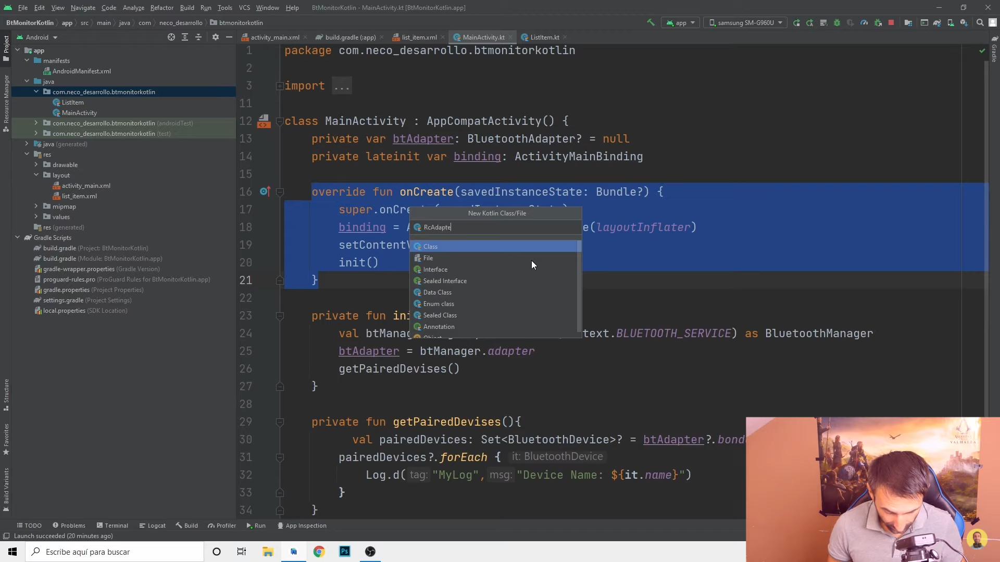 File Edit View Navigate Code Analyze Refactor Build Run Tools VCS Window Help BtMonitorKotlin - MainActivity.kt [BtMonitorKotlin.app]
BtMonitorKotlin app src main java com neco_desarrollo btmonitorkotlin app samsung SM-G960U
Android activity_main.xml build.gradle (:app) list_item.xml MainActivity.kt ListItem.kt
Project
Resource Manager
Structure
Favorites
Build Variants
Gradle
app
manifests
AndroidManifest.xml
java
com.neco_desarrollo.btmonitorkotlin
ListItem
MainActivity
com.neco_desarrollo.btmonitorkotlin (androidTest)
com.neco_desarrollo.btmonitorkotlin (test)
java (generated)
res
drawable
layout
activity_main.xml
list_item.xml
mipmap
values
res (generated)
Gradle Scripts
build.gradle (Project: BtMonitorKotlin)
build.gradle (Module: BtMonitorKotlin.app)
gradle-wrapper.properties (Gradle Version)
proguard-rules.pro (ProGuard Rules for BtMonitorKotlin.app)
gradle.properties (Project Properties)
settings.gradle (Project Settings)
local.properties (SDK Location)
1 package com.neco_desarrollo.btmonitorkotlin
2
3 import ...
11
12 class MainActivity : AppCompatActivity() {
13 private var btAdapter: BluetoothAdapter? = null
14 private lateinit var binding: ActivityMainBinding
15
16 override fun onCreate(savedInstanceState: Bundle?) {
17 super.onCre
18 binding = A e(layoutInflater)
19 setContentV
20 init()
21 }
22
23 private fun ini
24 val btManag text.BLUETOOTH_SERVICE) as BluetoothManager
25 btAdapter = btManager.adapter
26 getPairedDevises()
27 }
28
29 private fun getPairedDevises(){
30 val pairedDevices: Set<BluetoothDevice>? = btAdapter?.bond
31 pairedDevices?.forEach { it: BluetoothDevice
32 Log.d( tag: "MyLog", msg: "Device Name: ${it.name}")
33 }
34 }
New Kotlin Class/File
RcAdapte
Class
File
Interface
Sealed Interface
Data Class
Enum class
Sealed Class
Annotation
Object
TODO Problems Terminal Logcat Build Profiler Run App Inspection
Launch succeeded (20 minutes ago)
Escribe aquí para buscar
Ps
VALHALLA